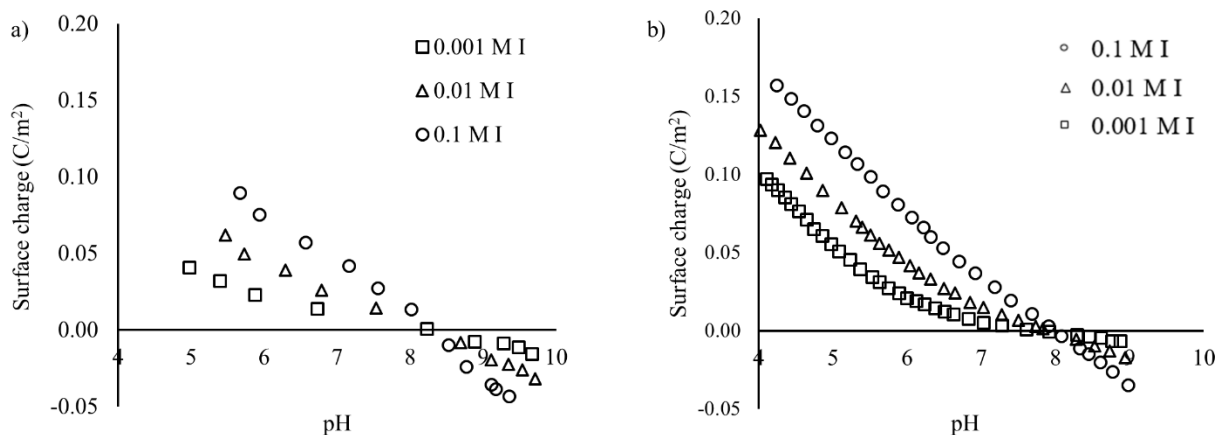 a)
0.20
0.15
0.10
0.05
0.00
-0.05
4 5 6 7 8 9 10
Surface charge (C/m²)
pH
0.001 M I
0.01 M I
0.1 M I
b)
0.20
0.15
0.10
0.05
0.00
-0.05
4 5 6 7 8 9 10
Surface charge (C/m²)
pH
0.1 M I
0.01 M I
0.001 M I